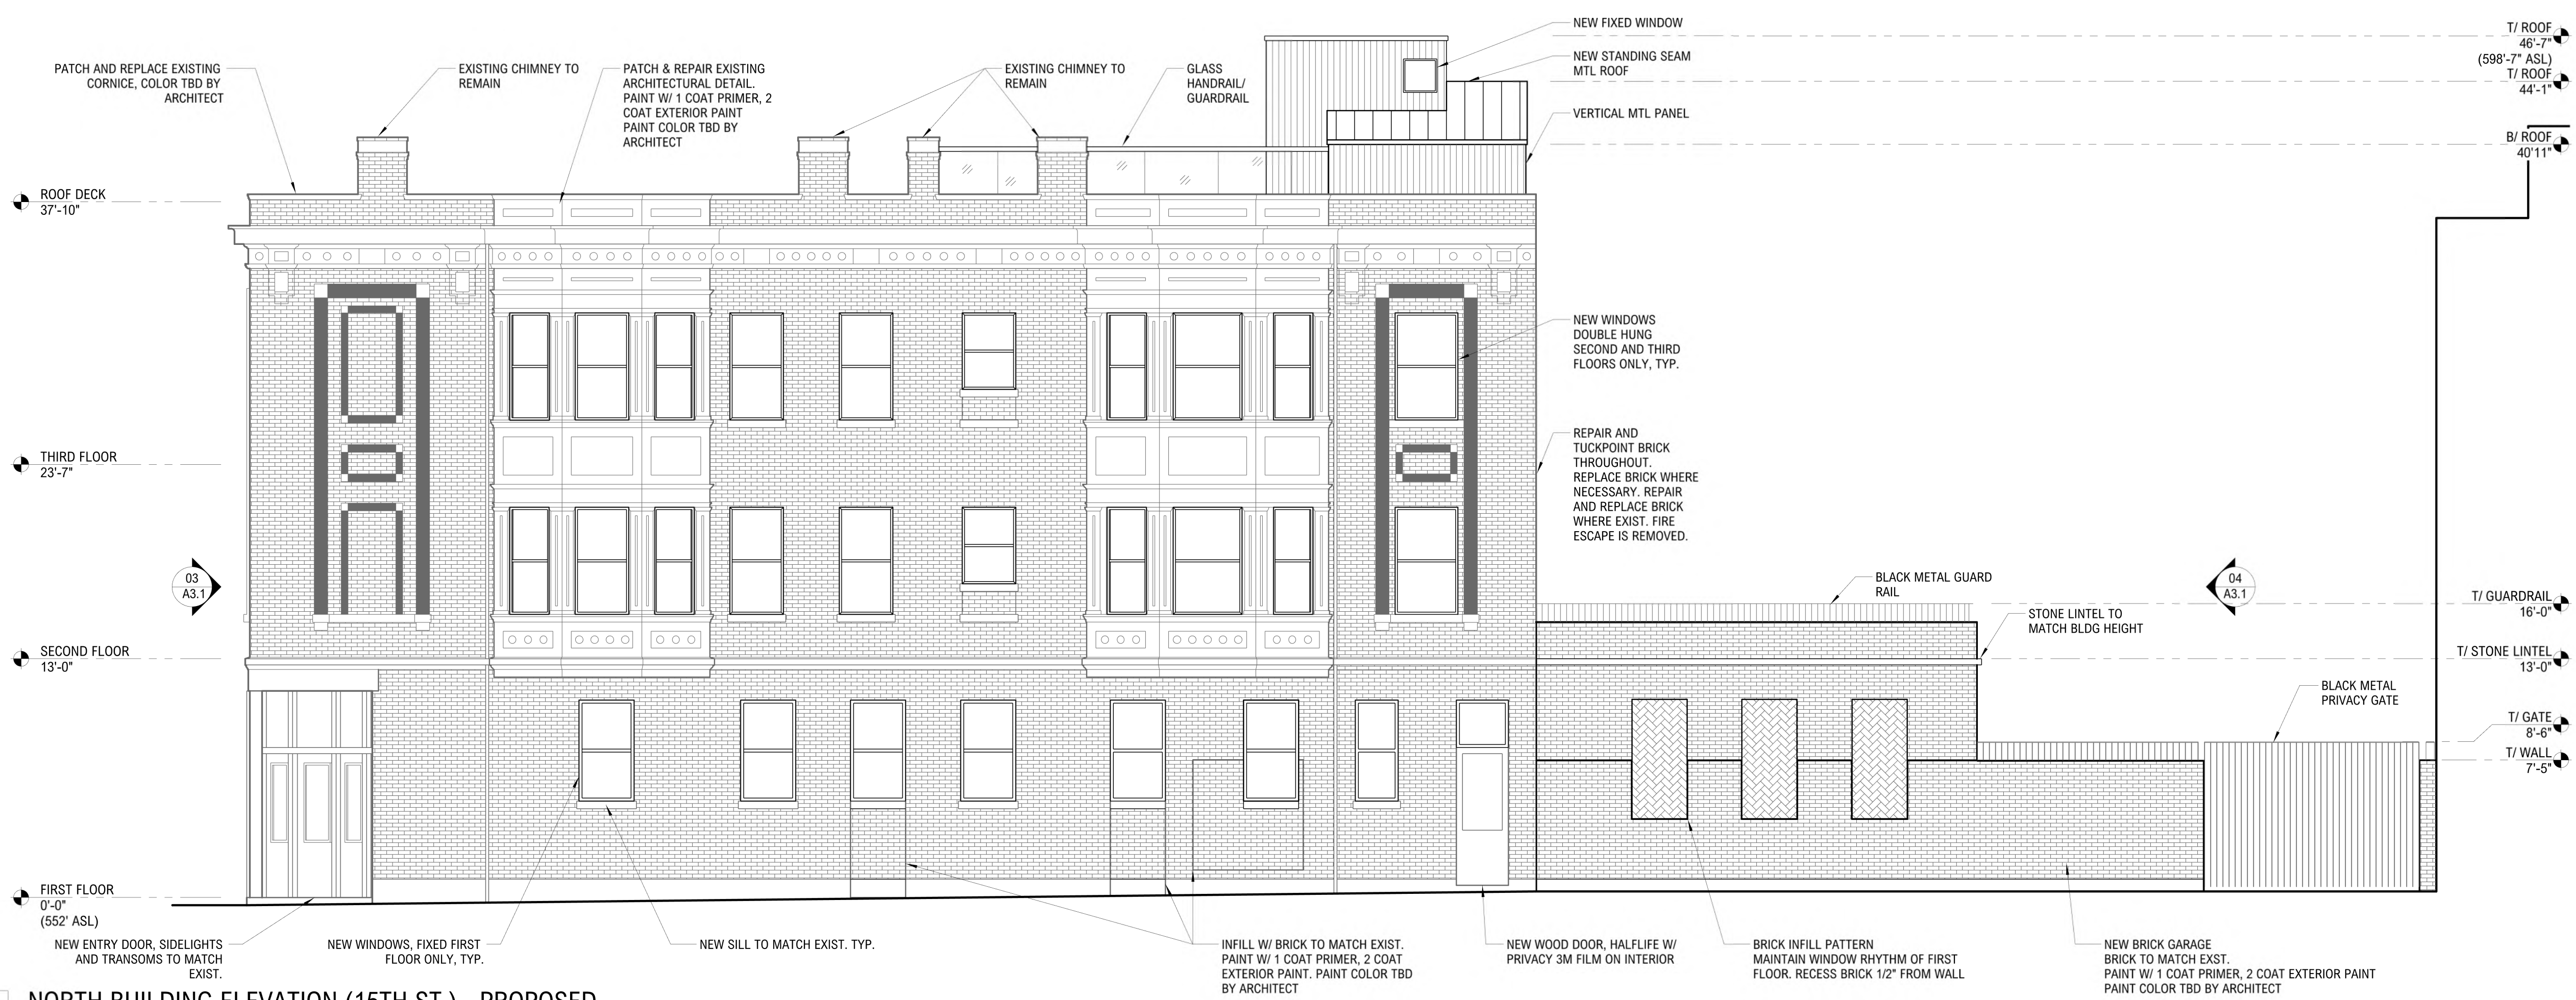 NEW FIXED WINDOW
T/ ROOF
46'-7"
(598'-7" ASL)
NEW STANDING SEAM
MTL ROOF
T/ ROOF
44'-1"
PATCH AND REPLACE EXISTING
CORNICE, COLOR TBD BY
ARCHITECT
EXISTING CHIMNEY TO
REMAIN
PATCH & REPAIR EXISTING
ARCHITECTURAL DETAIL.
PAINT W/ 1 COAT PRIMER, 2
COAT EXTERIOR PAINT
PAINT COLOR TBD BY
ARCHITECT
EXISTING CHIMNEY TO
REMAIN
GLASS
HANDRAIL/
GUARDRAIL
VERTICAL MTL PANEL
B/ ROOF
40'11"
ROOF DECK
37'-10"
NEW WINDOWS
DOUBLE HUNG
SECOND AND THIRD
FLOORS ONLY, TYP.
THIRD FLOOR
23'-7"
REPAIR AND
TUCKPOINT BRICK
THROUGHOUT.
REPLACE BRICK WHERE
NECESSARY. REPAIR
AND REPLACE BRICK
WHERE EXIST. FIRE
ESCAPE IS REMOVED.
03
A3.1
BLACK METAL GUARD
RAIL
04
A3.1
T/ GUARDRAIL
16'-0"
STONE LINTEL TO
MATCH BLDG HEIGHT
SECOND FLOOR
13'-0"
T/ STONE LINTEL
13'-0"
BLACK METAL
PRIVACY GATE
T/ GATE
8'-6"
T/ WALL
7'-5"
FIRST FLOOR
0'-0"
(552' ASL)
NEW ENTRY DOOR, SIDELIGHTS
AND TRANSOMS TO MATCH
EXIST.
NEW WINDOWS, FIXED FIRST
FLOOR ONLY, TYP.
NEW SILL TO MATCH EXIST. TYP.
INFILL W/ BRICK TO MATCH EXIST.
PAINT W/ 1 COAT PRIMER, 2 COAT
EXTERIOR PAINT. PAINT COLOR TBD
BY ARCHITECT
NEW WOOD DOOR, HALFLIFE W/
PRIVACY 3M FILM ON INTERIOR
BRICK INFILL PATTERN
MAINTAIN WINDOW RHYTHM OF FIRST
FLOOR. RECESS BRICK 1/2" FROM WALL
NEW BRICK GARAGE
BRICK TO MATCH EXST.
PAINT W/ 1 COAT PRIMER, 2 COAT EXTERIOR PAINT
PAINT COLOR TBD BY ARCHITECT
NORTH BUILDING ELEVATION (15TH ST.) - PROPOSED